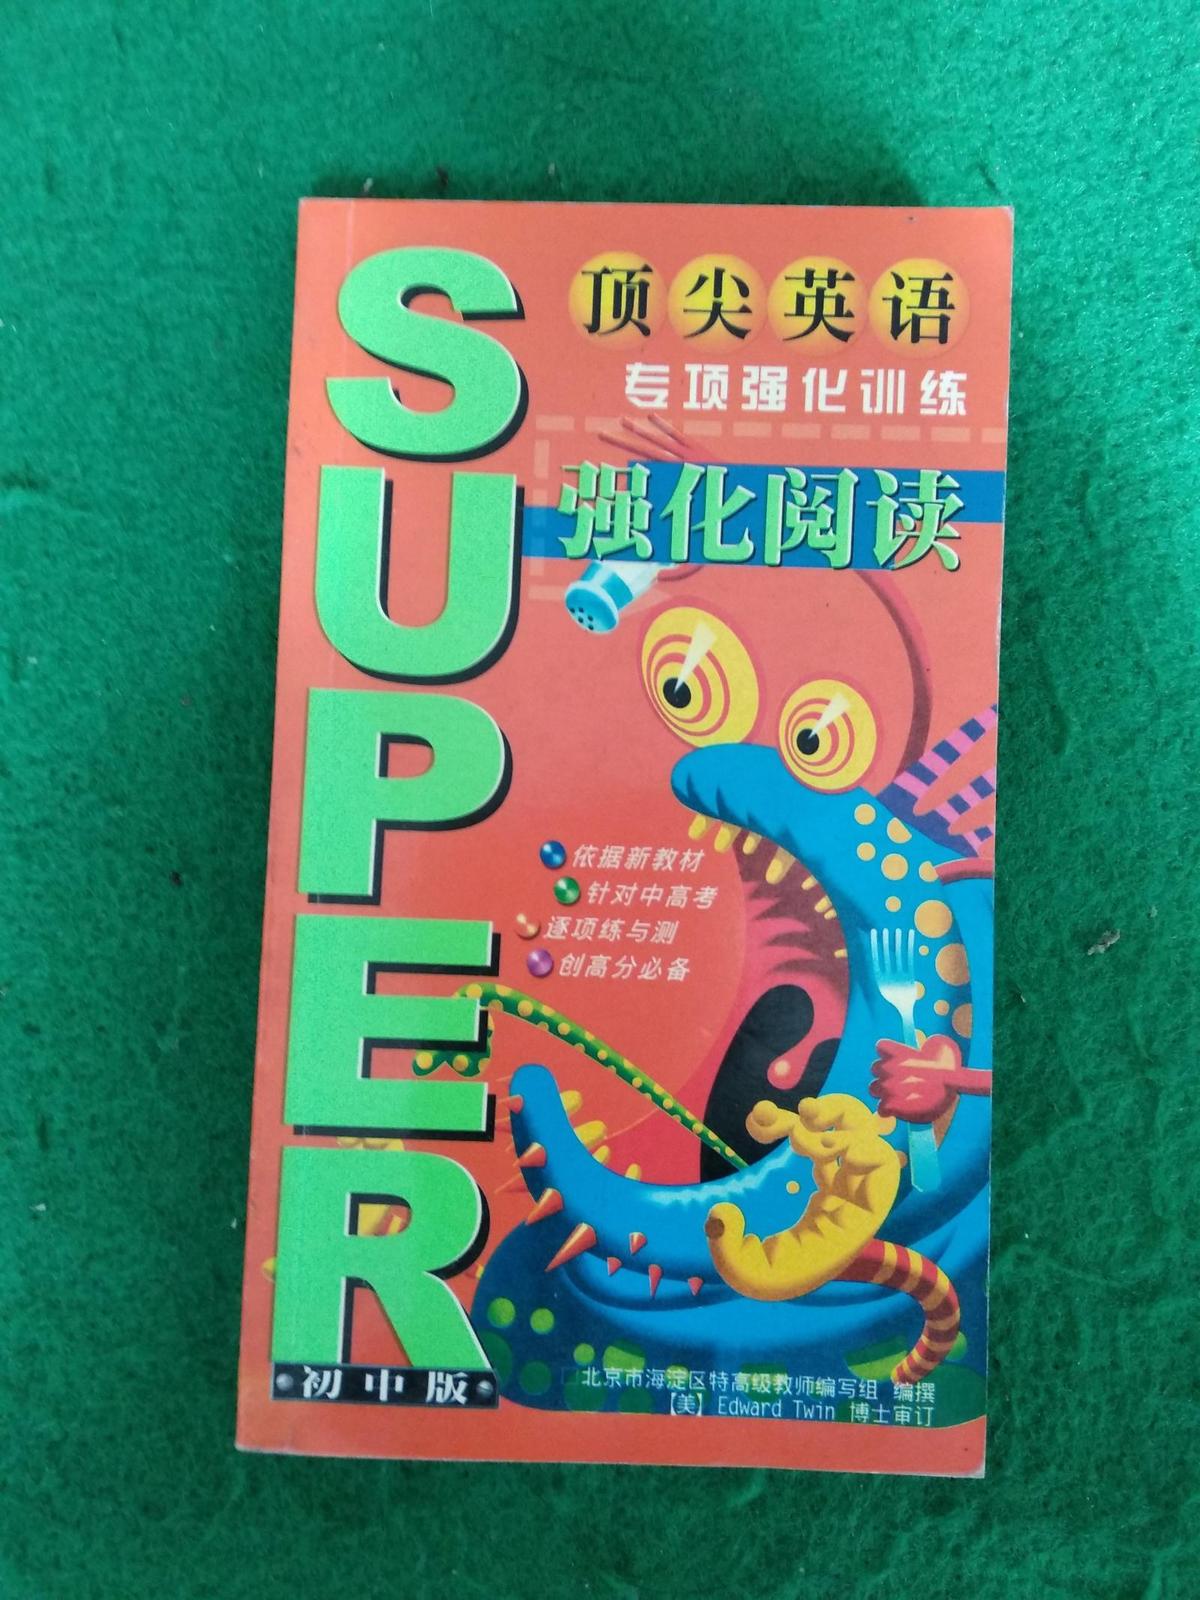 SUPER
顶尖英语
专项强化训练
强化阅读
依据新教材
针对中高考
逐项练与测
创高分必备
初中版
□北京市海淀区特高级教师编写组 编撰
【美】Edward Twin 博士审订